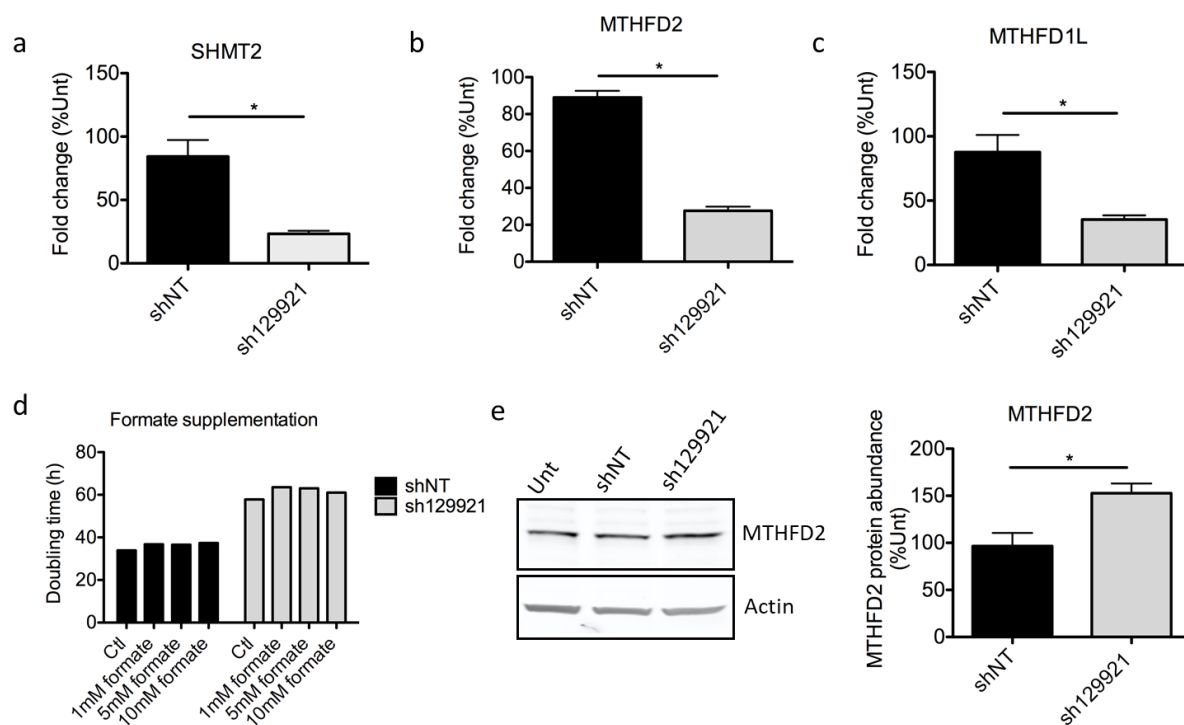 a
SHMT2
Fold change (%Unt)
150
100
50
0
*
shNT
sh129921
b
MTHFD2
Fold change (%Unt)
100
80
60
40
20
0
*
shNT
sh129921
c
MTHFD1L
Fold change (%Unt)
150
100
50
0
*
shNT
sh129921
d
Formate supplementation
Doubling time (h)
80
60
40
20
0
Ctl
1mM formate
5mM formate
10mM formate
Ctl
1mM formate
5mM formate
10mM formate
shNT
sh129921
e
Unt
shNT
sh129921
MTHFD2
Actin
MTHFD2
MTHFD2 protein abundance
(%Unt)
200
150
100
50
0
*
shNT
sh129921